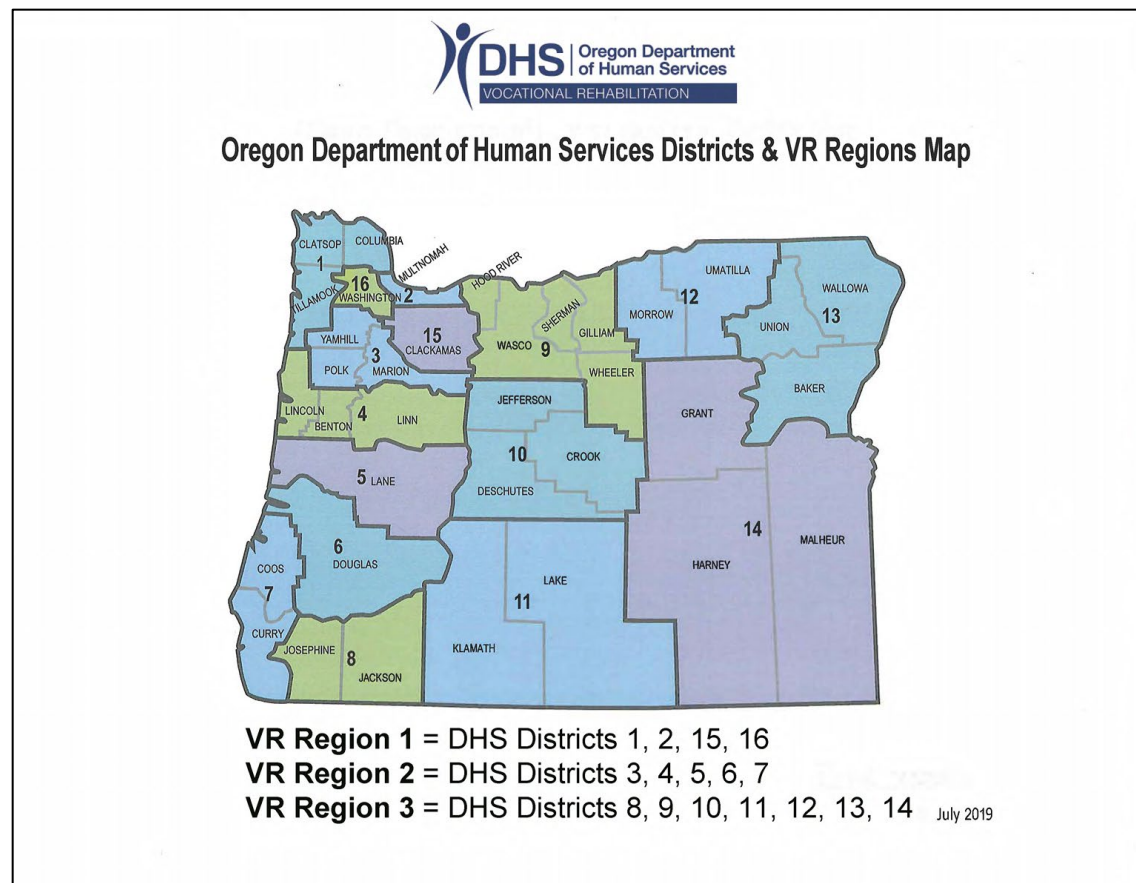 DHS Oregon Department
of Human Services
VOCATIONAL REHABILITATION
Oregon Department of Human Services Districts & VR Regions Map
CLATSOP
COLUMBIA
1
TILLAMOOK
16
WASHINGTON
MULTNOMAH
2
HOOD RIVER
SHERMAN
GILLIAM
WASCO
9
WHEELER
UMATILLA
12
MORROW
WALLOWA
13
UNION
BAKER
YAMHILL
3
POLK
MARION
15
CLACKAMAS
LINCOLN
BENTON
4
LINN
JEFFERSON
10
CROOK
DESCHUTES
GRANT
5 LANE
6
DOUGLAS
COOS
7
CURRY
JOSEPHINE
8
JACKSON
KLAMATH
11
LAKE
HARNEY
14
MALHEUR
VR Region 1 = DHS Districts 1, 2, 15, 16
VR Region 2 = DHS Districts 3, 4, 5, 6, 7
VR Region 3 = DHS Districts 8, 9, 10, 11, 12, 13, 14
July 2019